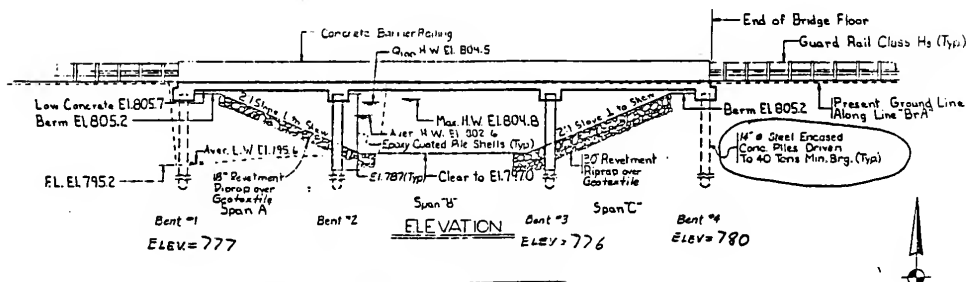 End of Bridge Floor
Concrete Barrier Railing
Guard Rail Class Hs (Typ)
Q100 H.W. El. 804.5
Low Concrete El. 805.7
Berm El. 805.2
2:1 Slope ⊥ to Skew
Max. H.W. El. 804.8
2:1 Slope ⊥ to Skew
Berm El. 805.2
Present Ground Line
Along Line "Br A"
Aver. H.W. El. 802.6
Epoxy Coated Pile Shells (Typ)
Aver. L.W. El. 795.6
14" ø Steel Encased
Conc. Piles Driven
To 40 Tons Min. Brg. (Typ)
F.L. El. 795.2
18" Revetment
Riprap over
Geotextile
El. 787 (Typ)
Clear to El. 797.0
Revetment
Riprap over
Geotextile
Span A
Span "B"
Span "C"
Bent #1
Bent #2
ELEVATION
Bent #3
Bent #4
ELEV. = 777
ELEV = 776
ELEV = 780